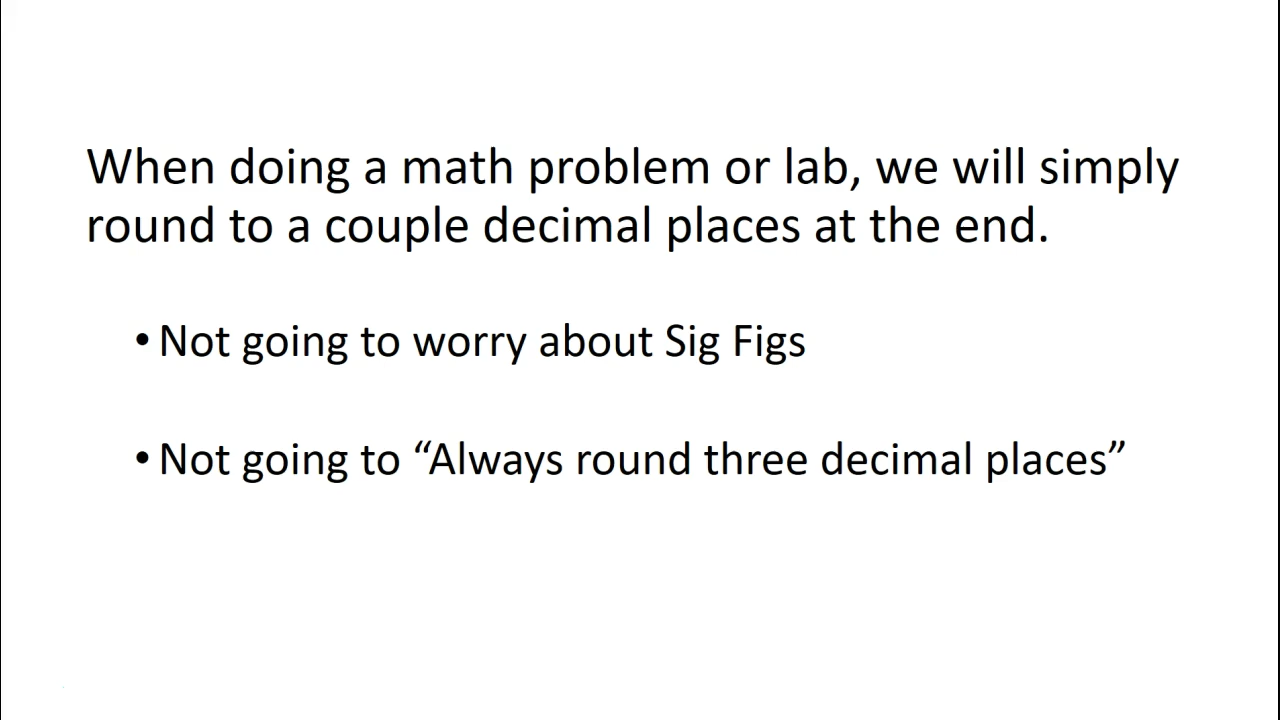 When doing a math problem or lab, we will simply
round to a couple decimal places at the end.
• Not going to worry about Sig Figs
• Not going to “Always round three decimal places”